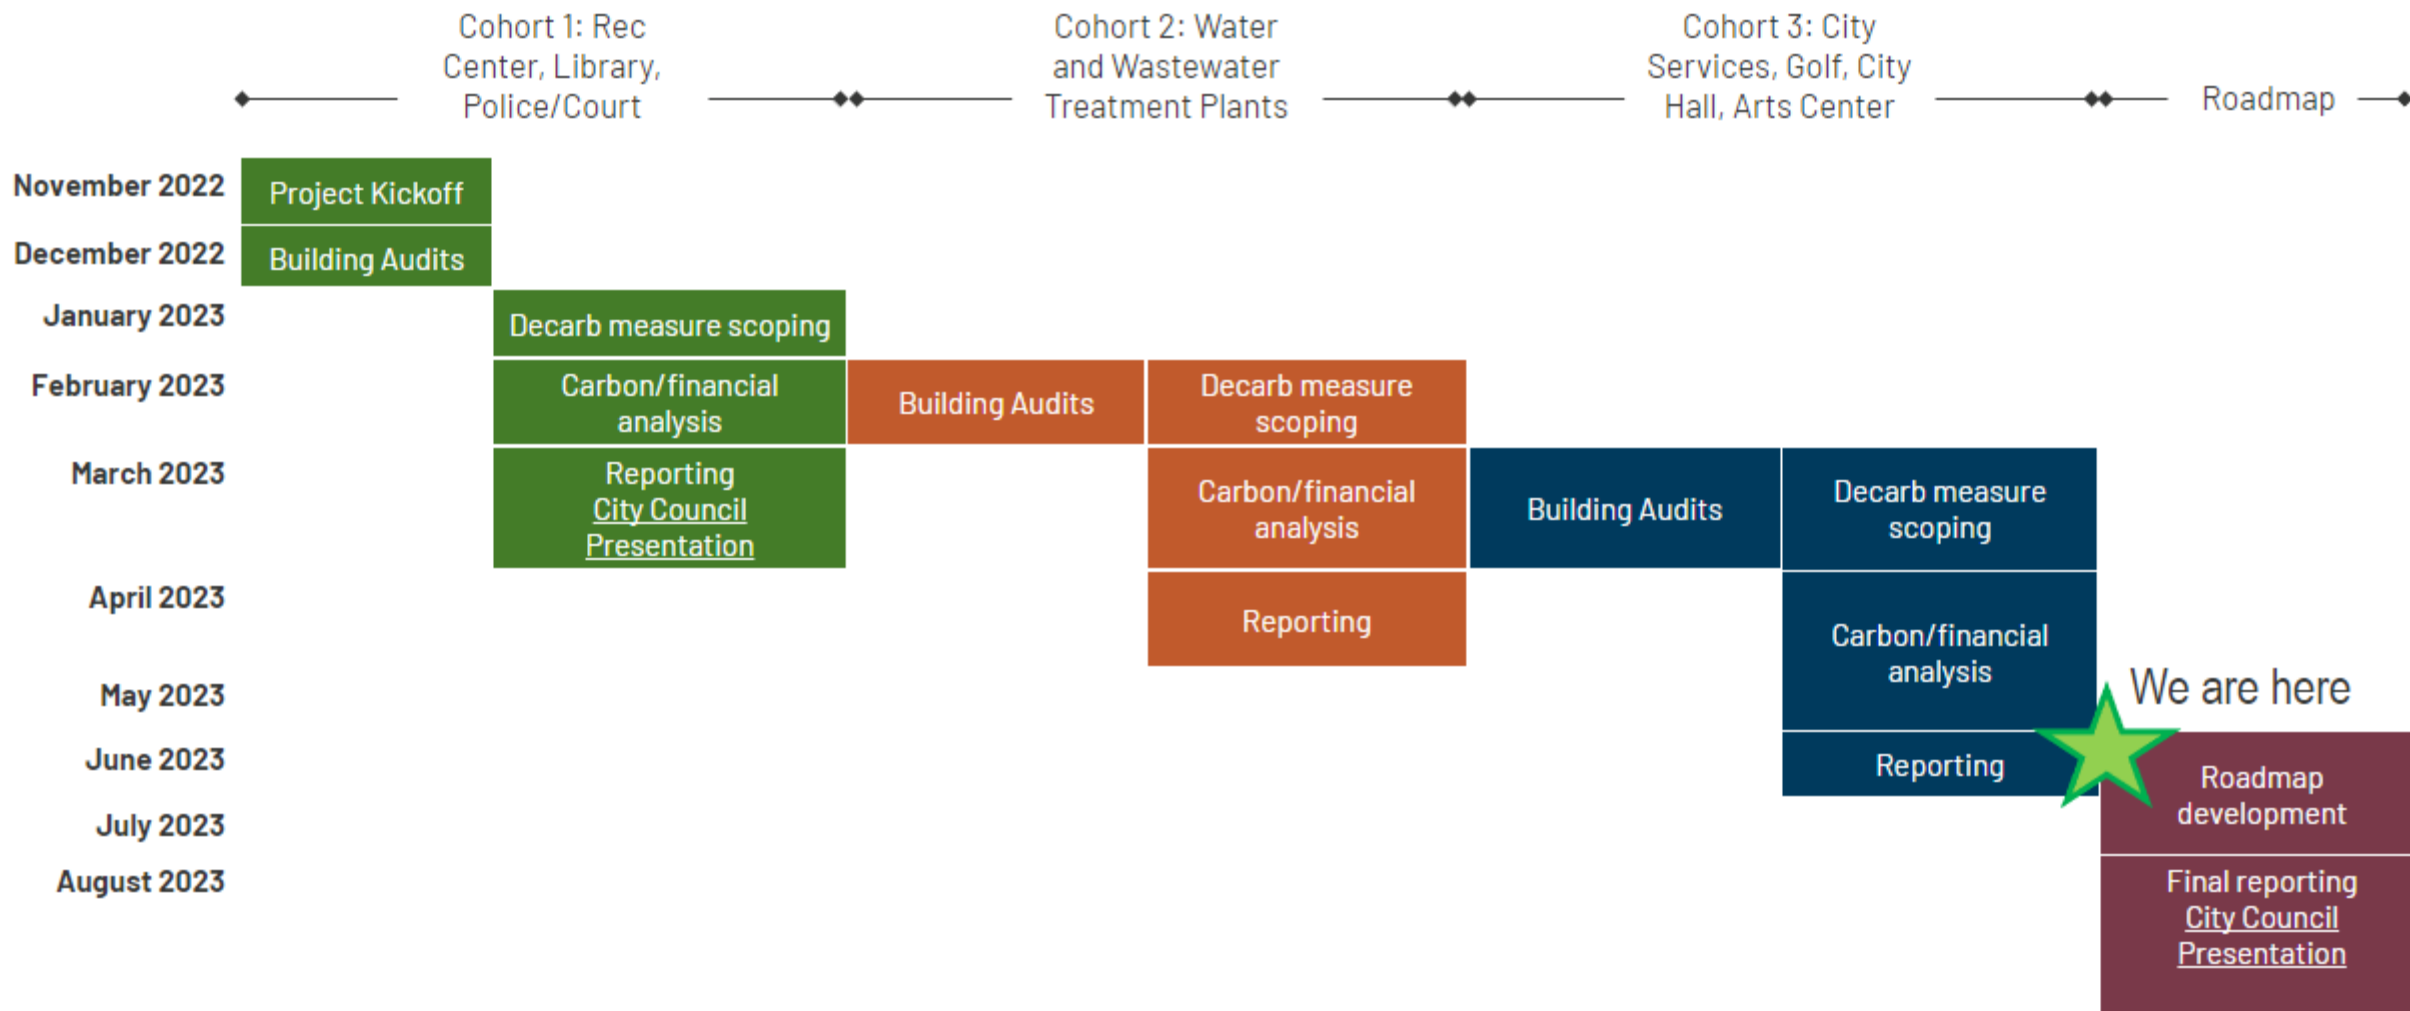 Cohort 1: Rec
Center, Library,
Police/Court
Cohort 2: Water
and Wastewater
Treatment Plants
Cohort 3: City
Services, Golf, City
Hall, Arts Center
Roadmap
November 2022
Project Kickoff
December 2022
Building Audits
January 2023
Decarb measure scoping
February 2023
Carbon/financial
analysis
Building Audits
Decarb measure
scoping
March 2023
Reporting
City Council
Presentation
Carbon/financial
analysis
Building Audits
Decarb measure
scoping
April 2023
Reporting
Carbon/financial
analysis
May 2023
We are here
June 2023
Reporting
Roadmap
development
July 2023
August 2023
Final reporting
City Council
Presentation